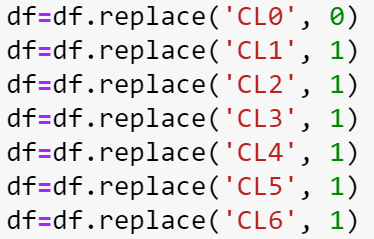 df=df.replace('CL0', 0)
df=df.replace('CL1', 1)
df=df.replace('CL2', 1)
df=df.replace('CL3', 1)
df=df.replace('CL4', 1)
df=df.replace('CL5', 1)
df=df.replace('CL6', 1)